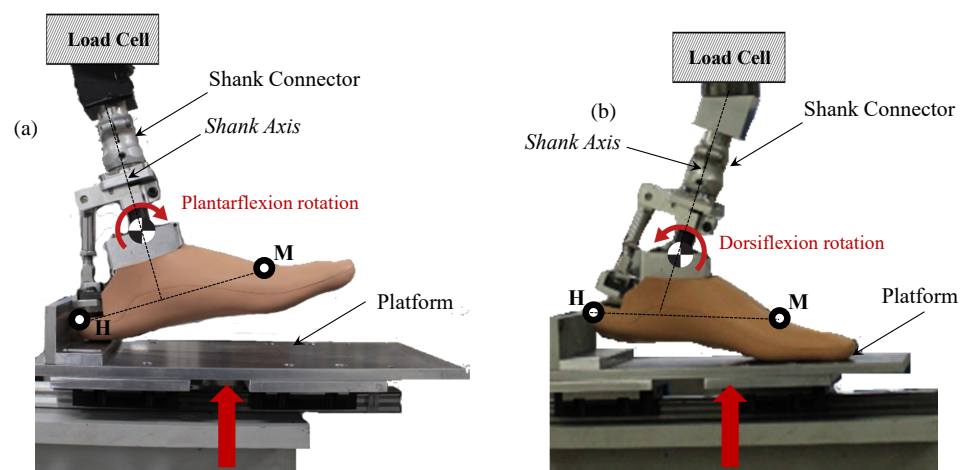 Load Cell
Shank Connector
(a)
Shank Axis
Plantarflexion rotation
M
Platform
H
Load Cell
(b)
Shank Connector
Shank Axis
Dorsiflexion rotation
Platform
H
M